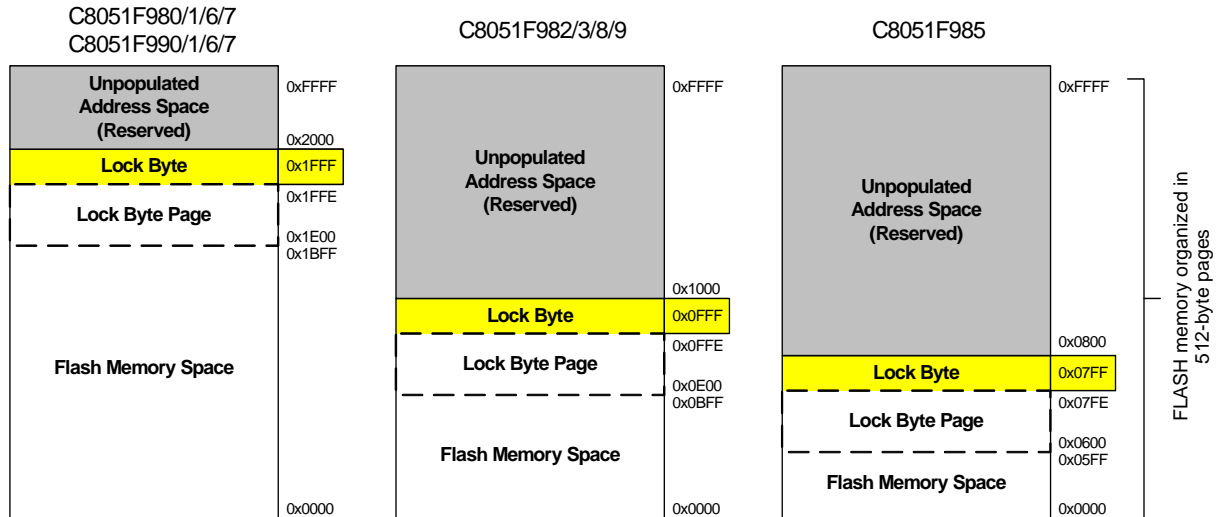 C8051F980/1/6/7
C8051F990/1/6/7
Unpopulated
Address Space
(Reserved)
0xFFFF
0x2000
Lock Byte
0x1FFF
0x1FFE
Lock Byte Page
0x1E00
0x1BFF
Flash Memory Space
0x0000
C8051F982/3/8/9
0xFFFF
Unpopulated
Address Space
(Reserved)
0x1000
Lock Byte
0x0FFF
0x0FFE
Lock Byte Page
0x0E00
0x0BFF
Flash Memory Space
0x0000
C8051F985
0xFFFF
Unpopulated
Address Space
(Reserved)
0x0800
Lock Byte
0x07FF
0x07FE
Lock Byte Page
0x0600
0x05FF
Flash Memory Space
0x0000
FLASH memory organized in
512-byte pages